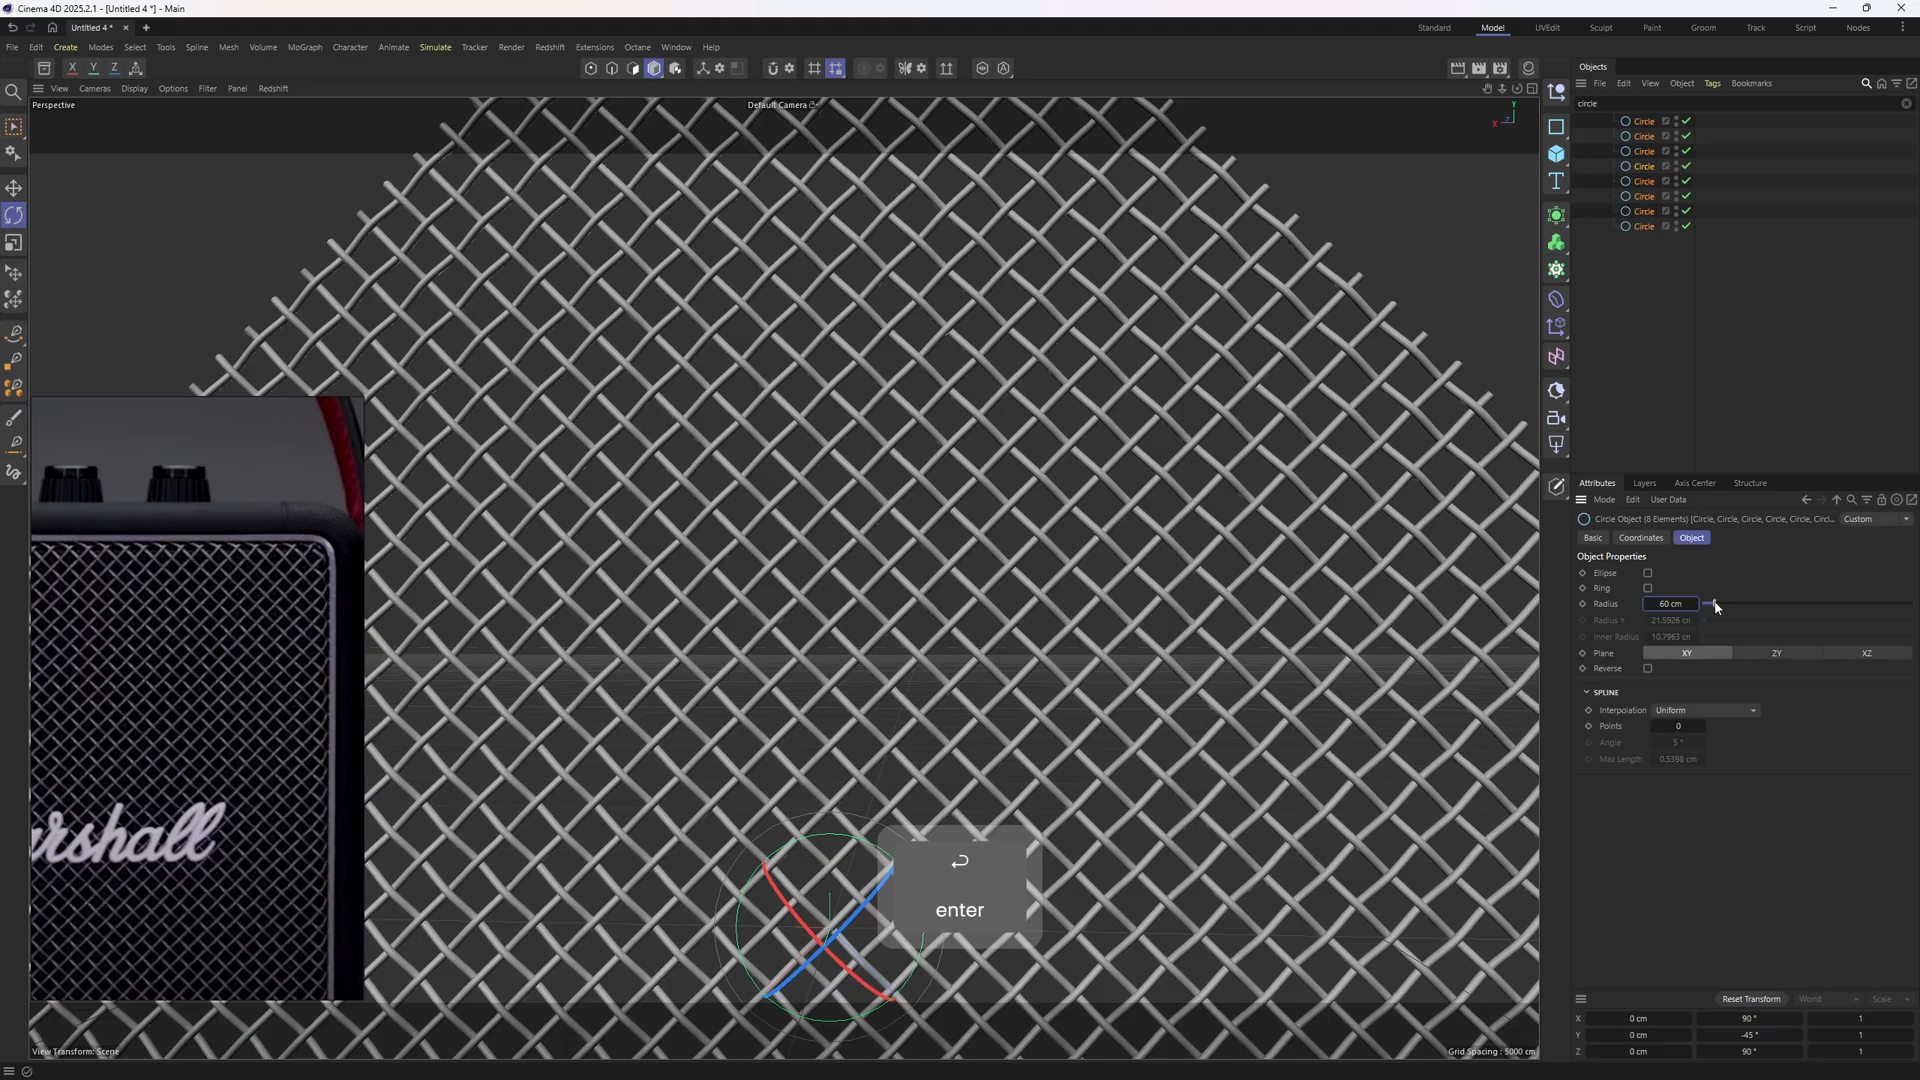 Cinema 4D 2025.2.1 - [Untitled 4 *] - Main
Untitled 4 *
Standard Model UVEdit Sculpt Paint Groom Track Script Nodes
File Edit Create Modes Select Tools Spline Mesh Volume MoGraph Character Animate Simulate Tracker Render Redshift Extensions Octane Window Help
X Y Z
View Cameras Display Options Filter Panel Redshift
Perspective
Default Camera
Y
X
Z
Objects
File Edit View Object Tags Bookmarks
circle
Circle
Circle
Circle
Circle
Circle
Circle
Circle
Circle
Attributes Layers Axis Center Structure
Mode Edit User Data
Circle Object (8 Elements) [Circle, Circle, Circle, Circle, Circle, Circl... Custom
Basic Coordinates Object
Object Properties
Ellipse
Ring
Radius 60 cm
Radius Y 21.5926 cn
Inner Radius 10.7963 cn
Plane XY ZY XZ
Reverse
SPLINE
Interpolation Uniform
Points 0
Angle 5 °
Max Length 0.5398 cm
Reset Transform World Scale
X 0 cm 90 ° 1
Y 0 cm -45 ° 1
Z 0 cm 90 ° 1
arshall
enter
View Transform: Scene
Grid Spacing : 5000 cm